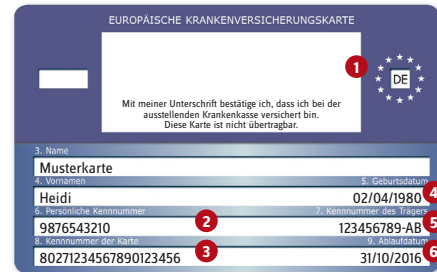 EUROPÄISCHE KRANKENVERSICHERUNGSKARTE
1
DE
Mit meiner Unterschrift bestätige ich, dass ich bei der
ausstellenden Krankenkasse versichert bin.
Diese Karte ist nicht übertragbar.
3. Name
Musterkarte
4. Vornamen 5. Geburtsdatum
Heidi 02/04/1980 4
6. Persönliche Kennnummer 7. Kennnummer des Trägers
9876543210 2 123456789-AB 5
8. Kennnummer der Karte 9. Ablaufdatum
80271234567890123456 3 31/10/2016 6